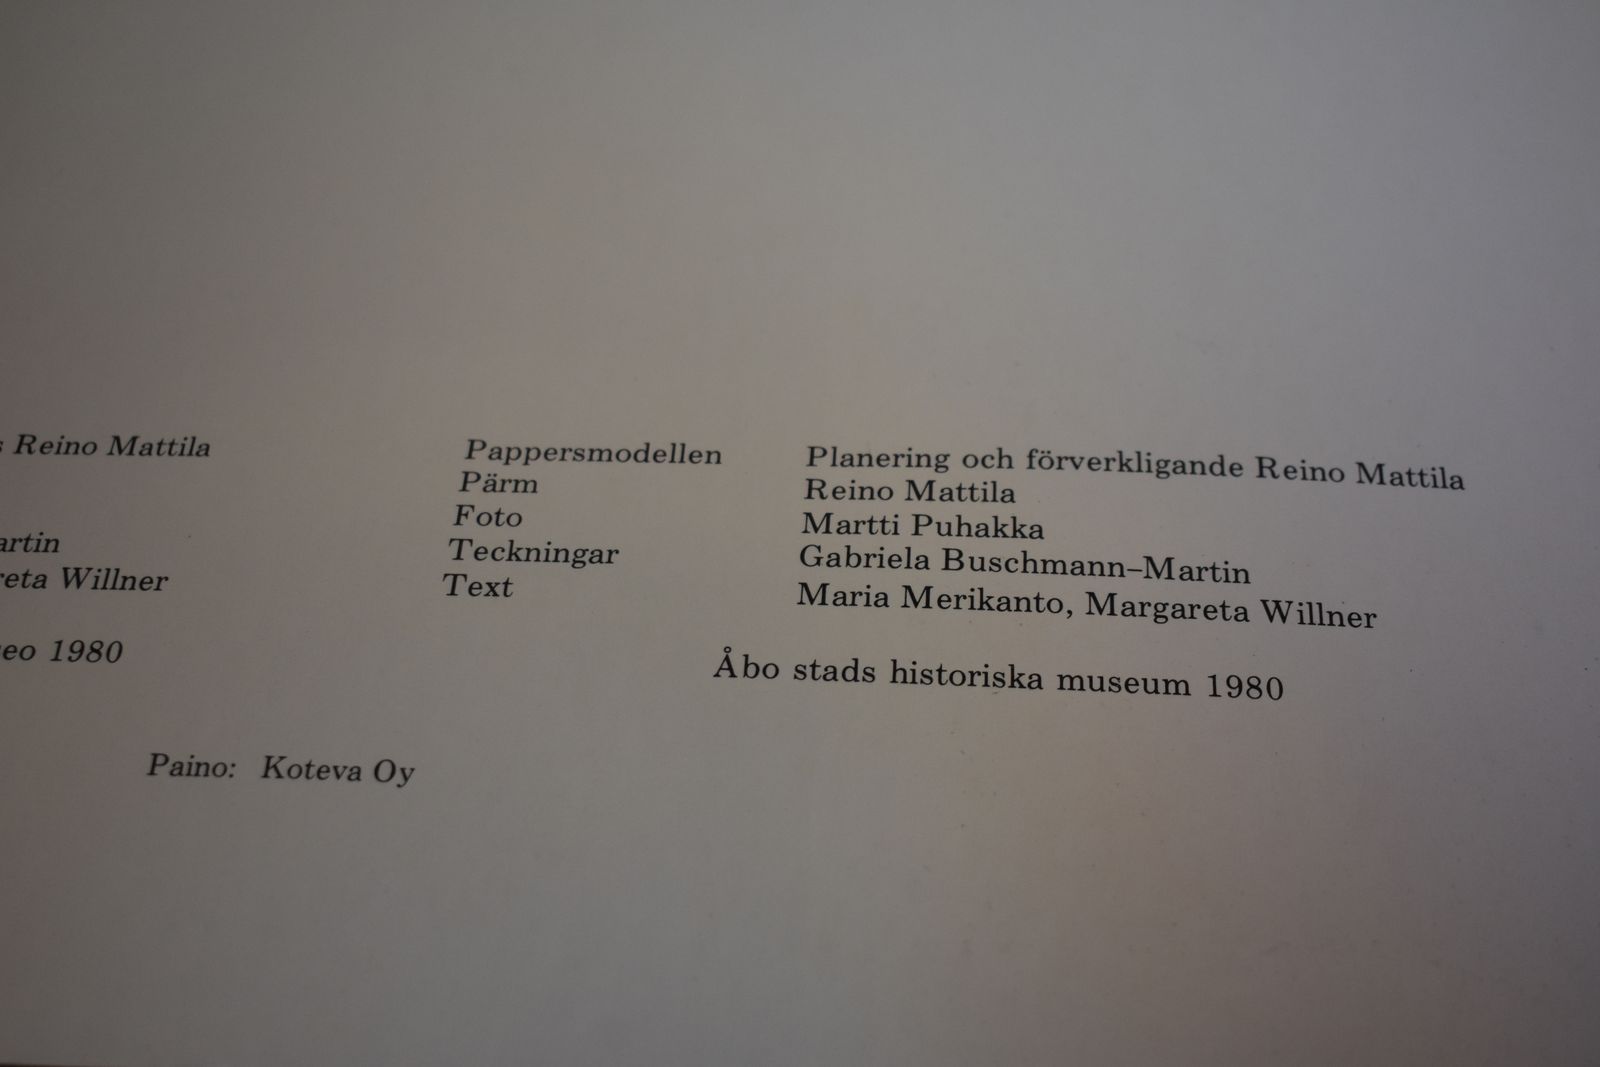 Reino Mattila
artin
eta Willner
eo 1980
Pappersmodellen Planering och förverkligande Reino Mattila
Pärm Reino Mattila
Foto Martti Puhakka
Teckningar Gabriela Buschmann–Martin
Text Maria Merikanto, Margareta Willner
Åbo stads historiska museum 1980
Paino: Koteva Oy